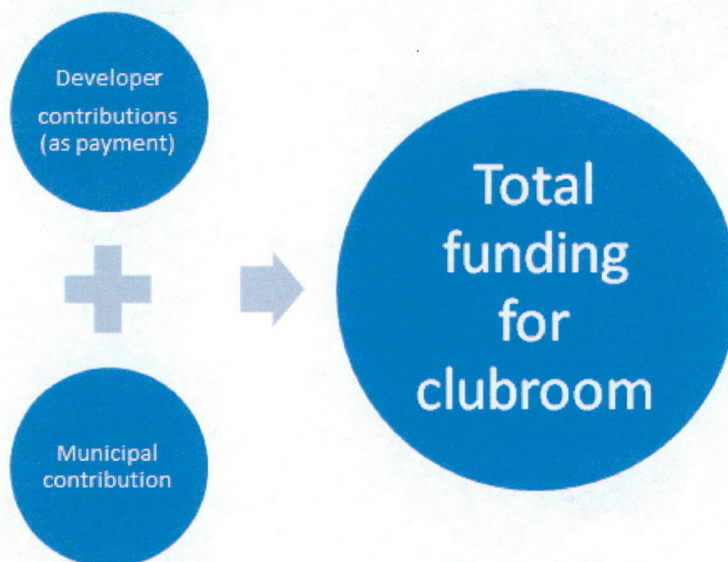 Developer
contributions
(as payment)
Municipal
contribution
Total
funding
for
clubroom